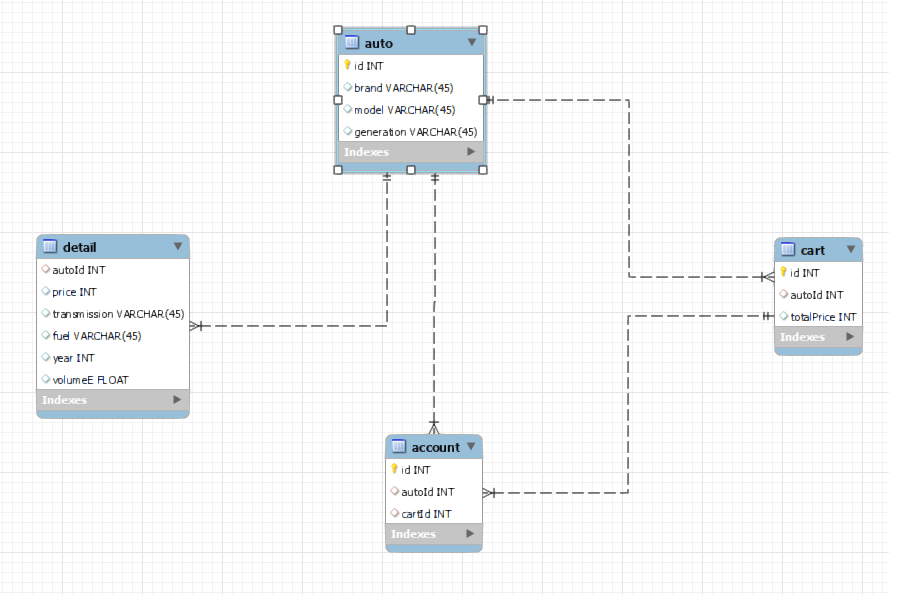 auto
id INT
brand VARCHAR(45)
model VARCHAR(45)
generation VARCHAR(45)
Indexes
detail
autoId INT
price INT
transmission VARCHAR(45)
fuel VARCHAR(45)
year INT
volumeE FLOAT
Indexes
cart
id INT
autoId INT
totalPrice INT
Indexes
account
id INT
autoId INT
cartId INT
Indexes